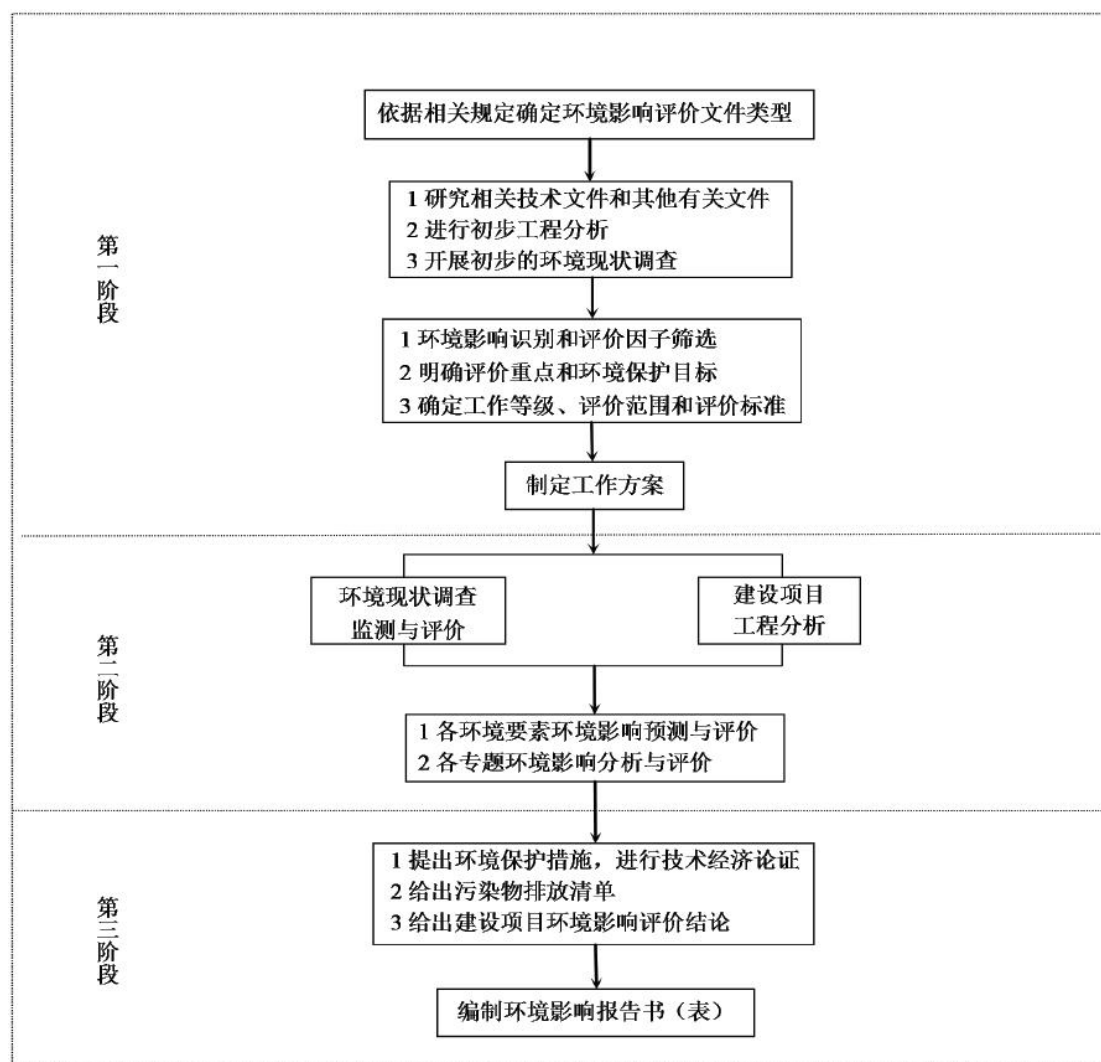 依据相关规定确定环境影响评价文件类型
1 研究相关技术文件和其他有关文件
2 进行初步工程分析
3 开展初步的环境现状调查
第一阶段
1 环境影响识别和评价因子筛选
2 明确评价重点和环境保护目标
3 确定工作等级、评价范围和评价标准
制定工作方案
环境现状调查
监测与评价
建设项目
工程分析
第二阶段
1 各环境要素环境影响预测与评价
2 各专题环境影响分析与评价
1 提出环境保护措施，进行技术经济论证
2 给出污染物排放清单
3 给出建设项目环境影响评价结论
第三阶段
编制环境影响报告书（表）